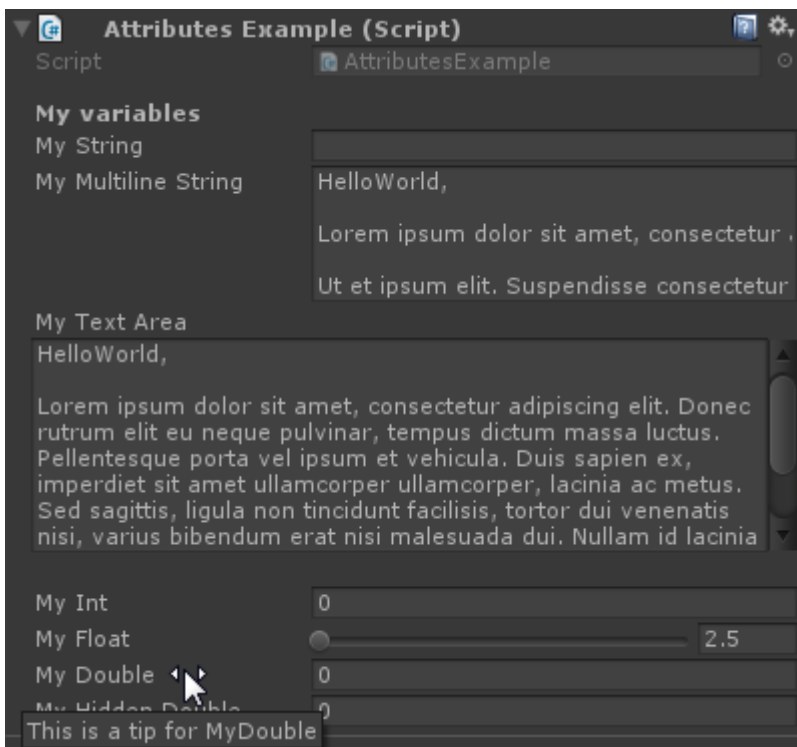 Attributes Example (Script)
Script AttributesExample
My variables
My String
My Multiline String HelloWorld,
Lorem ipsum dolor sit amet, consectetur
Ut et ipsum elit. Suspendisse consectetur
My Text Area
HelloWorld,
Lorem ipsum dolor sit amet, consectetur adipiscing elit. Donec
rutrum elit eu neque pulvinar, tempus dictum massa luctus.
Pellentesque porta vel ipsum et vehicula. Duis sapien ex,
imperdiet sit amet ullamcorper ullamcorper, lacinia ac metus.
Sed sagittis, ligula non tincidunt facilisis, tortor dui venenatis
nisi, varius bibendum erat nisi malesuada dui. Nullam id lacinia
My Int 0
My Float 2.5
My Double 0
My Hidden Double 0
This is a tip for MyDouble